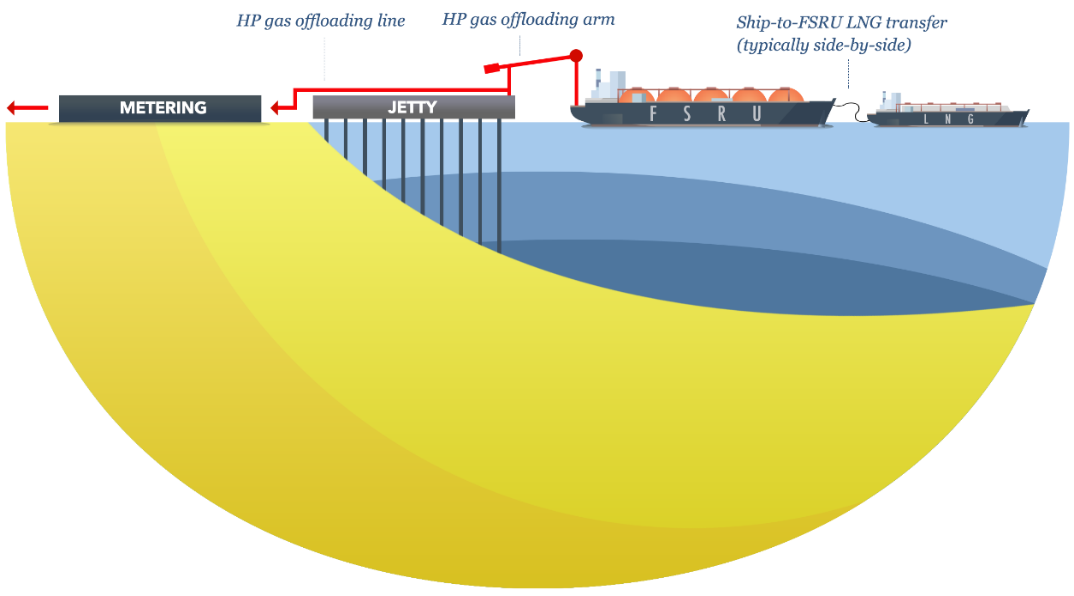 HP gas offloading line
HP gas offloading arm
Ship-to-FSRU LNG transfer
(typically side-by-side)
METERING
JETTY
F S R U
L N G